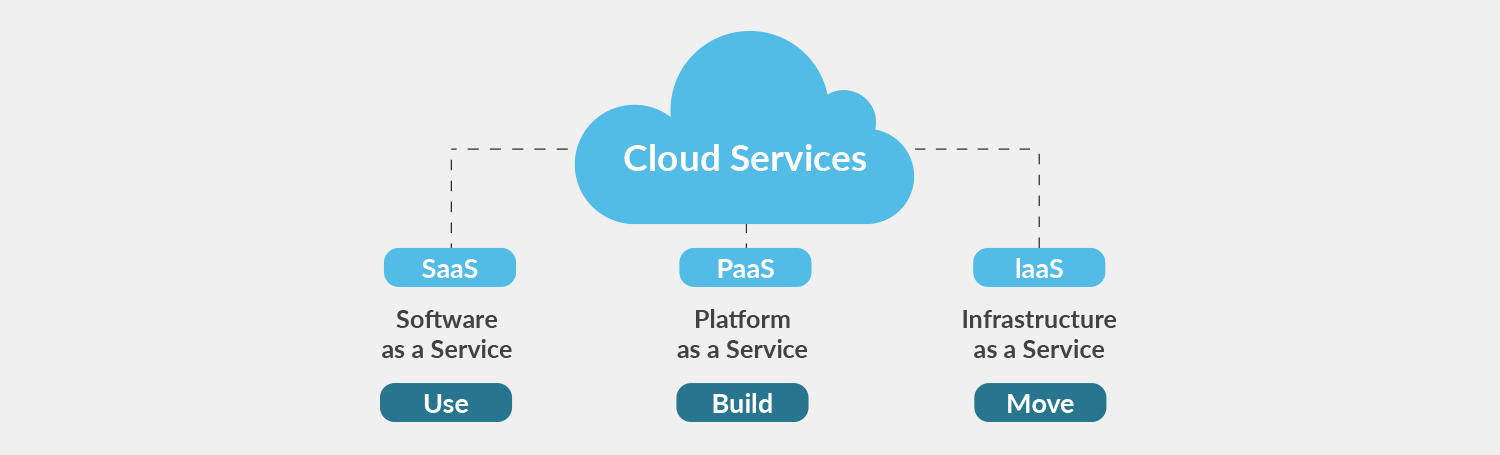 Cloud Services
SaaS
PaaS
IaaS
Software
as a Service
Platform
as a Service
Infrastructure
as a Service
Use
Build
Move